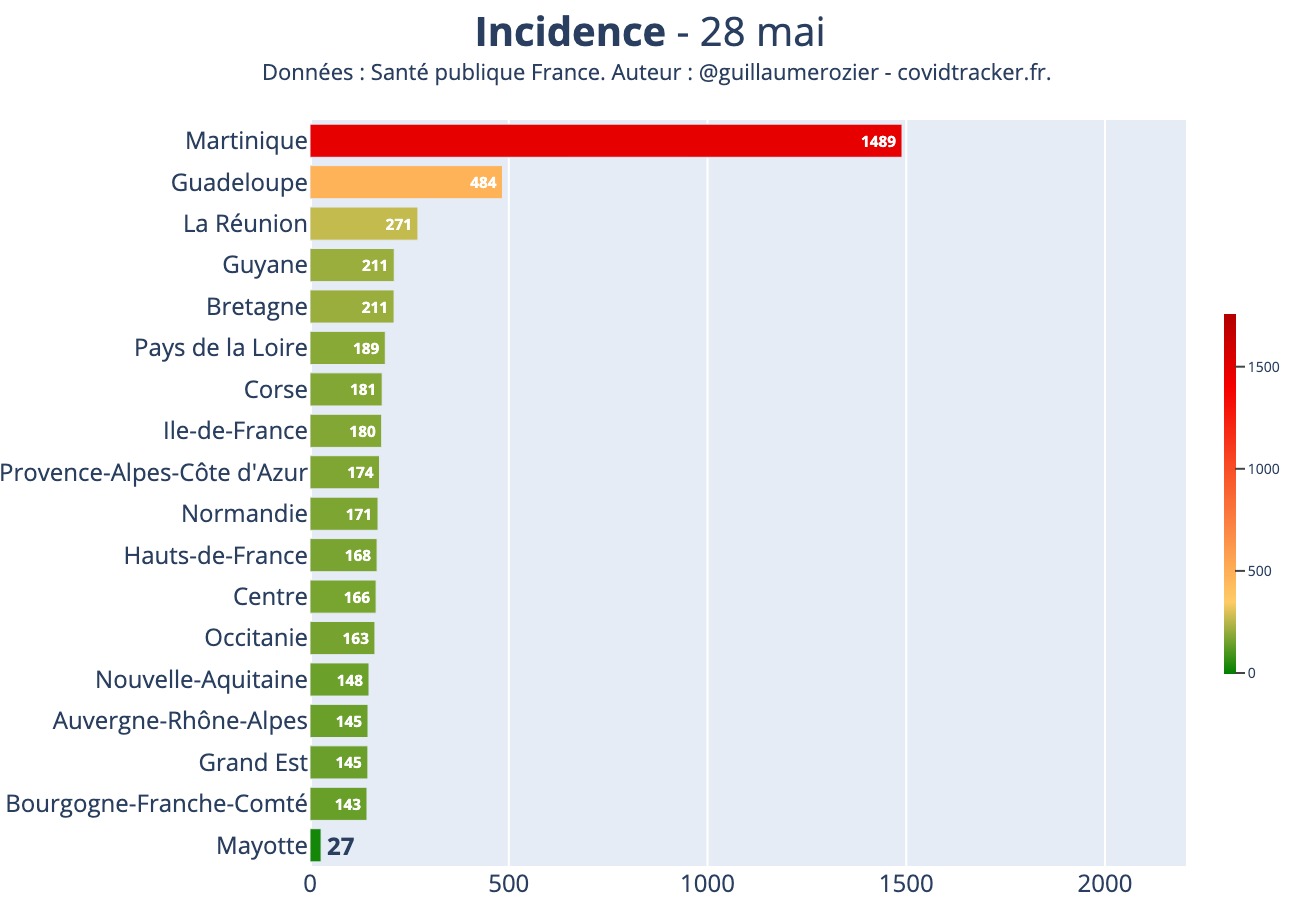 Incidence - 28 mai
Données : Santé publique France. Auteur : @guillaumerozier - covidtracker.fr.
Martinique 1489
Guadeloupe 484
La Réunion 271
Guyane 211
Bretagne 211
Pays de la Loire 189
Corse 181
Ile-de-France 180
Provence-Alpes-Côte d'Azur 174
Normandie 171
Hauts-de-France 168
Centre 166
Occitanie 163
Nouvelle-Aquitaine 148
Auvergne-Rhône-Alpes 145
Grand Est 145
Bourgogne-Franche-Comté 143
Mayotte 27
0 500 1000 1500 2000
1500
1000
500
0